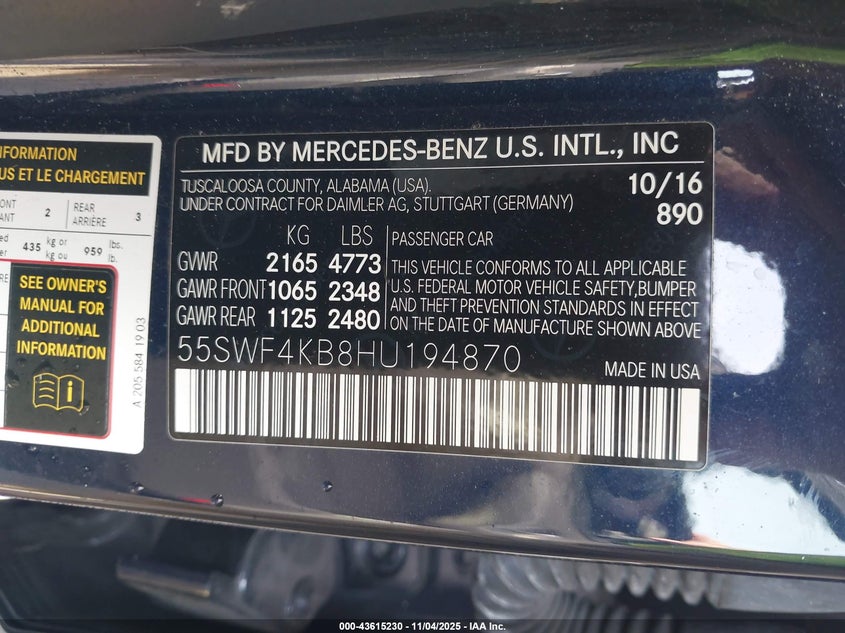 NFORMATION
US ET LE CHARGEMENT
ONT
ANT
2
REAR
ARRIÈRE
3
435
kg or
kg ou
959
lbs.
lb.
SEE OWNER'S
MANUAL FOR
ADDITIONAL
INFORMATION
A 205 584 19 03
MFD BY MERCEDES-BENZ U.S. INTL., INC
TUSCALOOSA COUNTY, ALABAMA (USA).
10/16
UNDER CONTRACT FOR DAIMLER AG, STUTTGART (GERMANY)
890
KG LBS
PASSENGER CAR
GVWR 2165 4773
GAWR FRONT 1065 2348
GAWR REAR 1125 2480
THIS VEHICLE CONFORMS TO ALL APPLICABLE
U.S. FEDERAL MOTOR VEHICLE SAFETY,BUMPER
AND THEFT PREVENTION STANDARDS IN EFFECT
ON THE DATE OF MANUFACTURE SHOWN ABOVE
55SWF4KB8HU194870
MADE IN USA
000-43615230 - 11/04/2025 - IAA Inc.